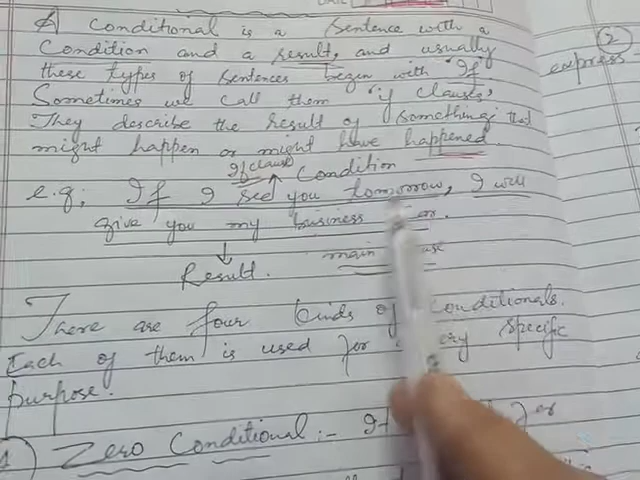 A Conditional is a sentence with a
Condition and a result, and usually
these types of sentences begin with "If".
Sometimes we call them 'if clauses'
They describe the result of something that
might happen or might have happened.
If clause Condition
e.g; If I see you tomorrow, I will
give you my business
Result. main
There are four kinds of Conditionals.
Each of them is used for specific
purpose.
Zero Conditional :- It
2
express